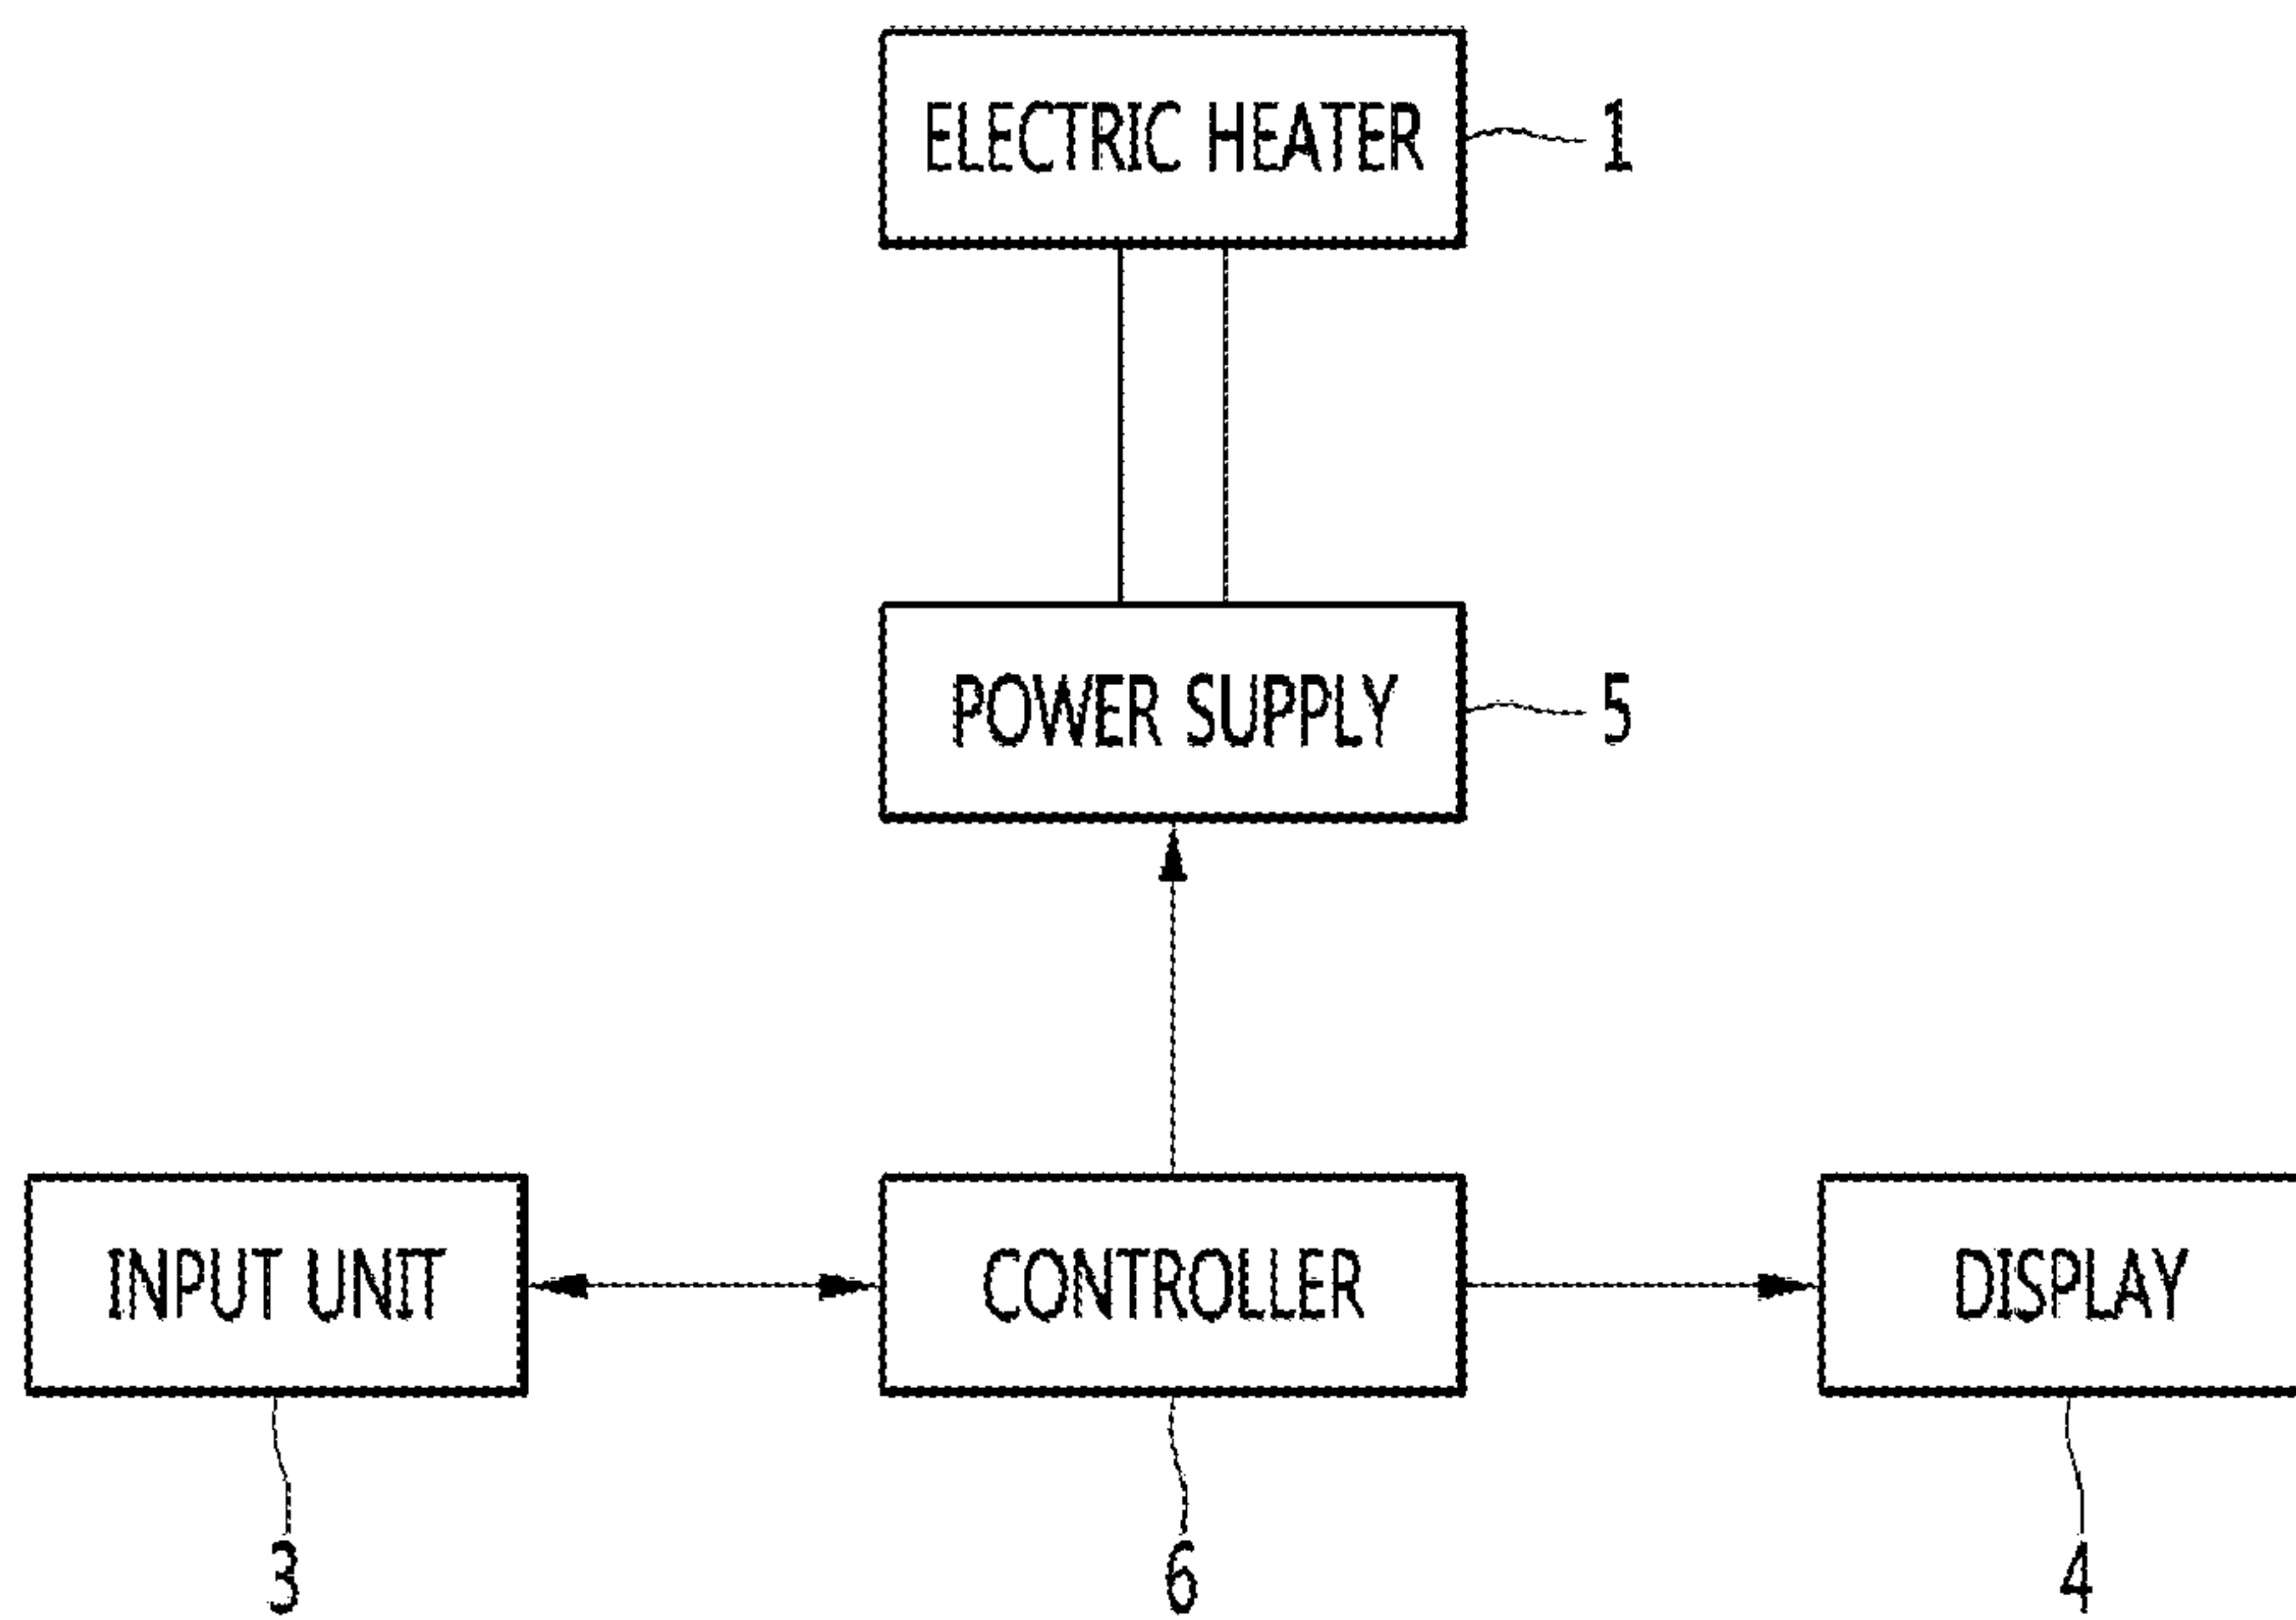 ELECTRIC HEATER 1
POWER SUPPLY 5
INPUT UNIT CONTROLLER DISPLAY
3 6 4